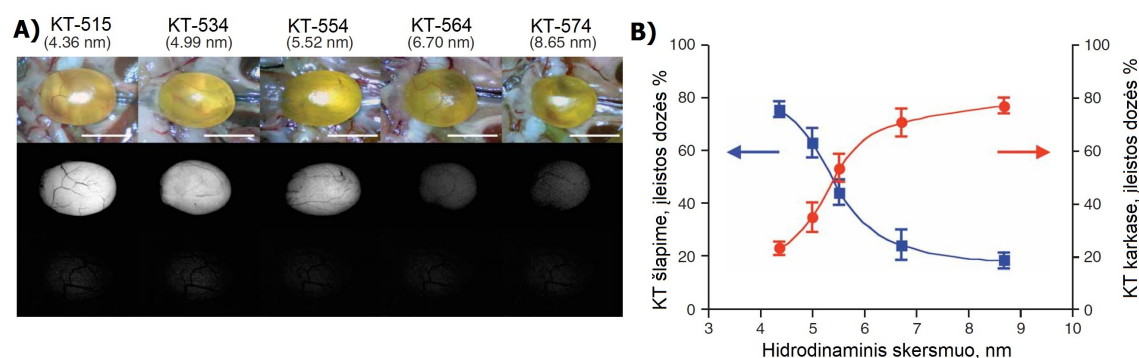 A)
KT-515 KT-534 KT-554 KT-564 KT-574
(4.36 nm) (4.99 nm) (5.52 nm) (6.70 nm) (8.65 nm)
B)
KT šlapime, įleistos dozės %
100
80
60
40
20
0
3 4 5 6 7 8 9 10
Hidrodinaminis skersmuo, nm
100
80
60
40
20
0
KT karkase, įleistos dozės %